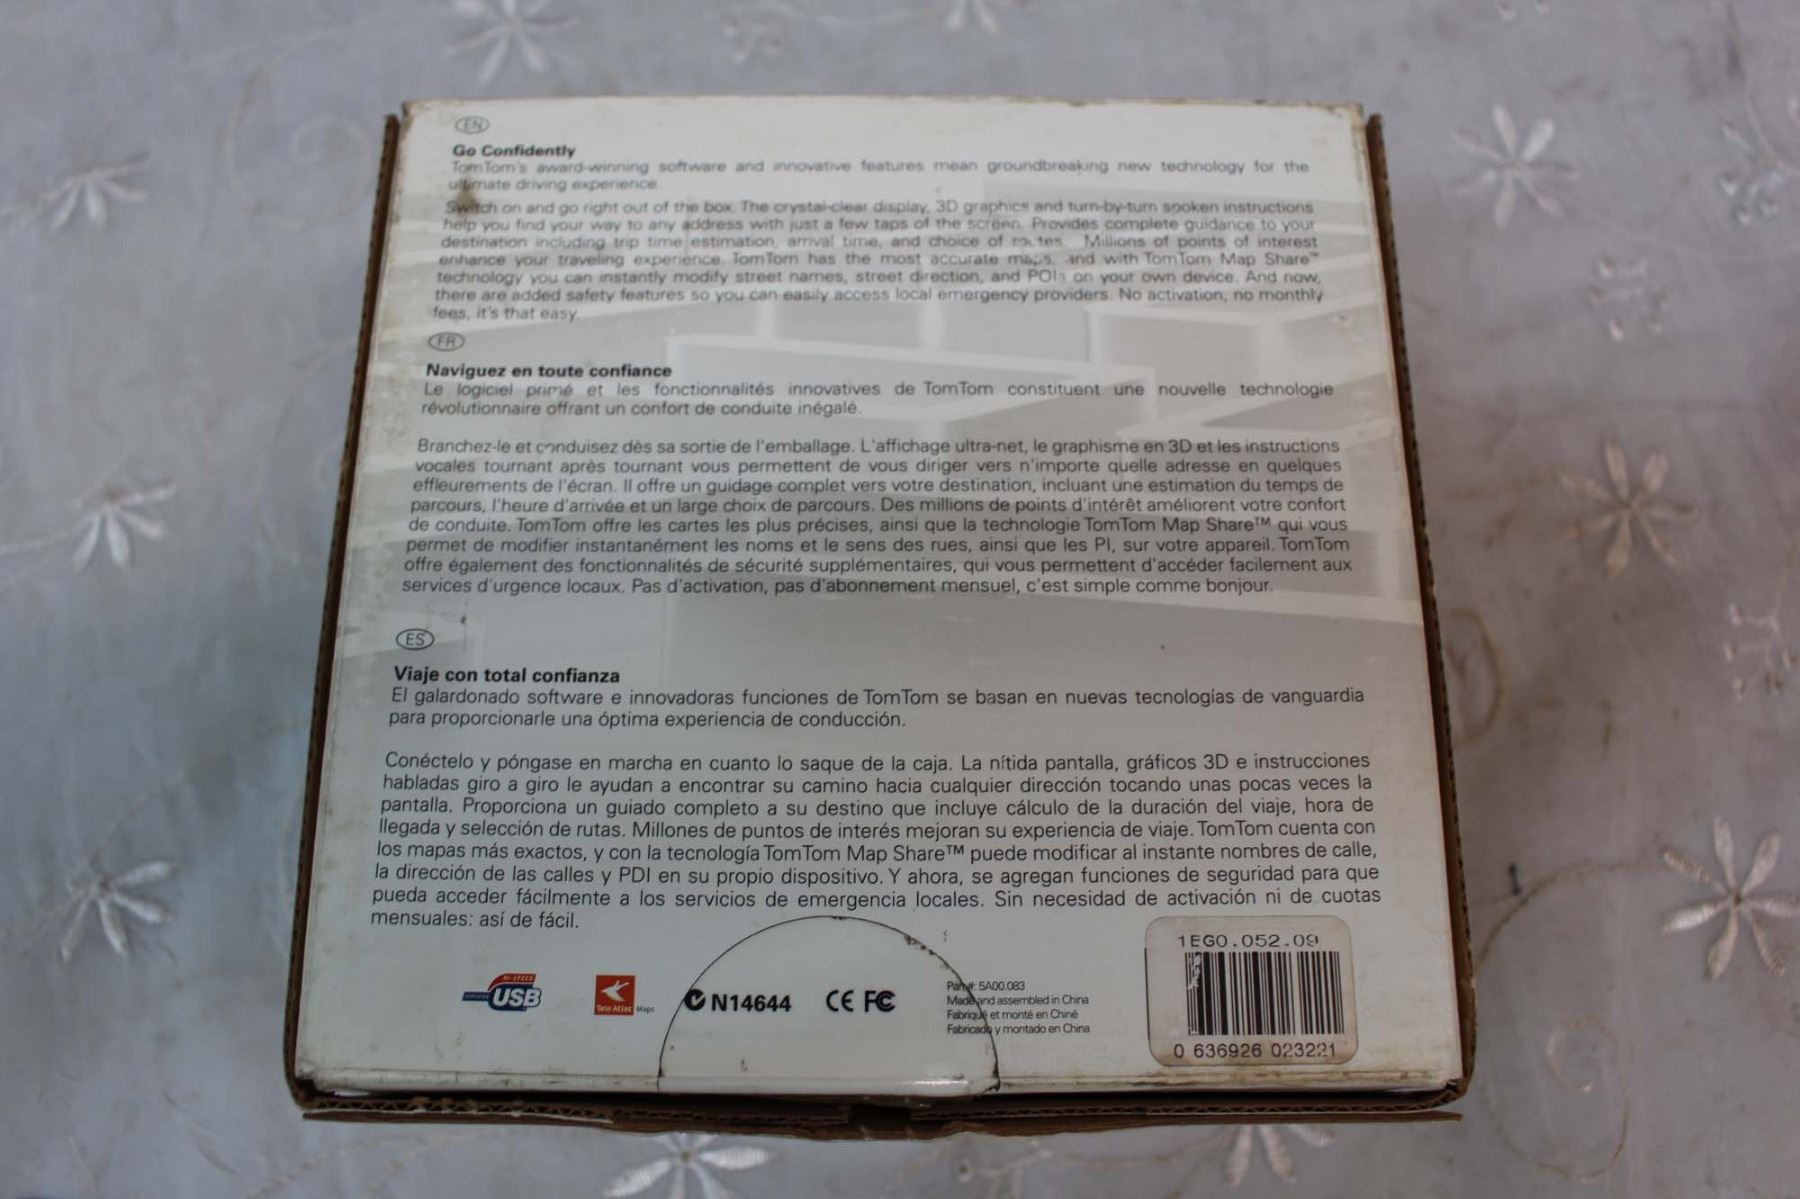 EN
Go Confidently
TomTom's award-winning software and innovative features mean groundbreaking new technology for the
ultimate driving experience.
Switch on and go right out of the box. The crystal-clear display, 3D graphics and turn-by-turn spoken instructions
help you find your way to any address with just a few taps of the screen. Provides complete guidance to your
destination including trip time estimation, arrival time, and choice of routes. Millions of points of interest
enhance your traveling experience. TomTom has the most accurate maps, and with TomTom Map Share™
technology you can instantly modify street names, street direction, and POIs on your own device. And now,
there are added safety features so you can easily access local emergency providers. No activation, no monthly
fees, it's that easy.
FR
Naviguez en toute confiance
Le logiciel primé et les fonctionnalités innovatives de TomTom constituent une nouvelle technologie
révolutionnaire offrant un confort de conduite inégalé.
Branchez-le et conduisez dès sa sortie de l'emballage. L'affichage ultra-net, le graphisme en 3D et les instructions
vocales tournant après tournant vous permettent de vous diriger vers n'importe quelle adresse en quelques
effleurements de l'écran. Il offre un guidage complet vers votre destination, incluant une estimation du temps de
parcours, l'heure d'arrivée et un large choix de parcours. Des millions de points d'intérêt améliorent votre confort
de conduite. TomTom offre les cartes les plus précises, ainsi que la technologie TomTom Map Share™ qui vous
permet de modifier instantanément les noms et le sens des rues, ainsi que les PI, sur votre appareil. TomTom
offre également des fonctionnalités de sécurité supplémentaires, qui vous permettent d'accéder facilement aux
services d'urgence locaux. Pas d'activation, pas d'abonnement mensuel, c'est simple comme bonjour.
ES
Viaje con total confianza
El galardonado software e innovadoras funciones de TomTom se basan en nuevas tecnologías de vanguardia
para proporcionarle una óptima experiencia de conducción.
Conéctelo y póngase en marcha en cuanto lo saque de la caja. La nítida pantalla, gráficos 3D e instrucciones
habladas giro a giro le ayudan a encontrar su camino hacia cualquier dirección tocando unas pocas veces la
pantalla. Proporciona un guiado completo a su destino que incluye cálculo de la duración del viaje, hora de
llegada y selección de rutas. Millones de puntos de interés mejoran su experiencia de viaje. TomTom cuenta con
los mapas más exactos, y con la tecnología TomTom Map Share™ puede modificar al instante nombres de calle,
la dirección de las calles y PDI en su propio dispositivo. Y ahora, se agregan funciones de seguridad para que
pueda acceder fácilmente a los servicios de emergencia locales. Sin necesidad de activación ni de cuotas
mensuales: así de fácil.
HI-SPEED
CERTIFIED USB
Tele Atlas Maps
N14644 CE FC
Part #: 5A00.083
Made and assembled in China
Fabriqué et monté en Chine
Fabricado y montado en China
1EG0.052.09
0 636926 023221